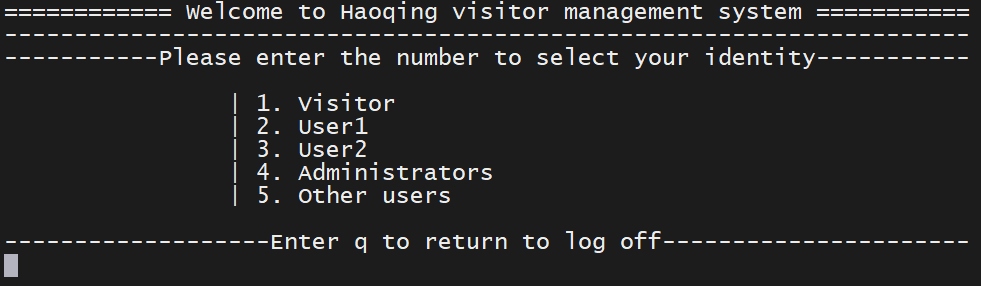 ============ Welcome to Haoqing visitor management system ===========
---------------------------------------------------------------------
-----------Please enter the number to select your identity-----------
| 1. Visitor
| 2. User1
| 3. User2
| 4. Administrators
| 5. Other users
-------------------Enter q to return to log off----------------------